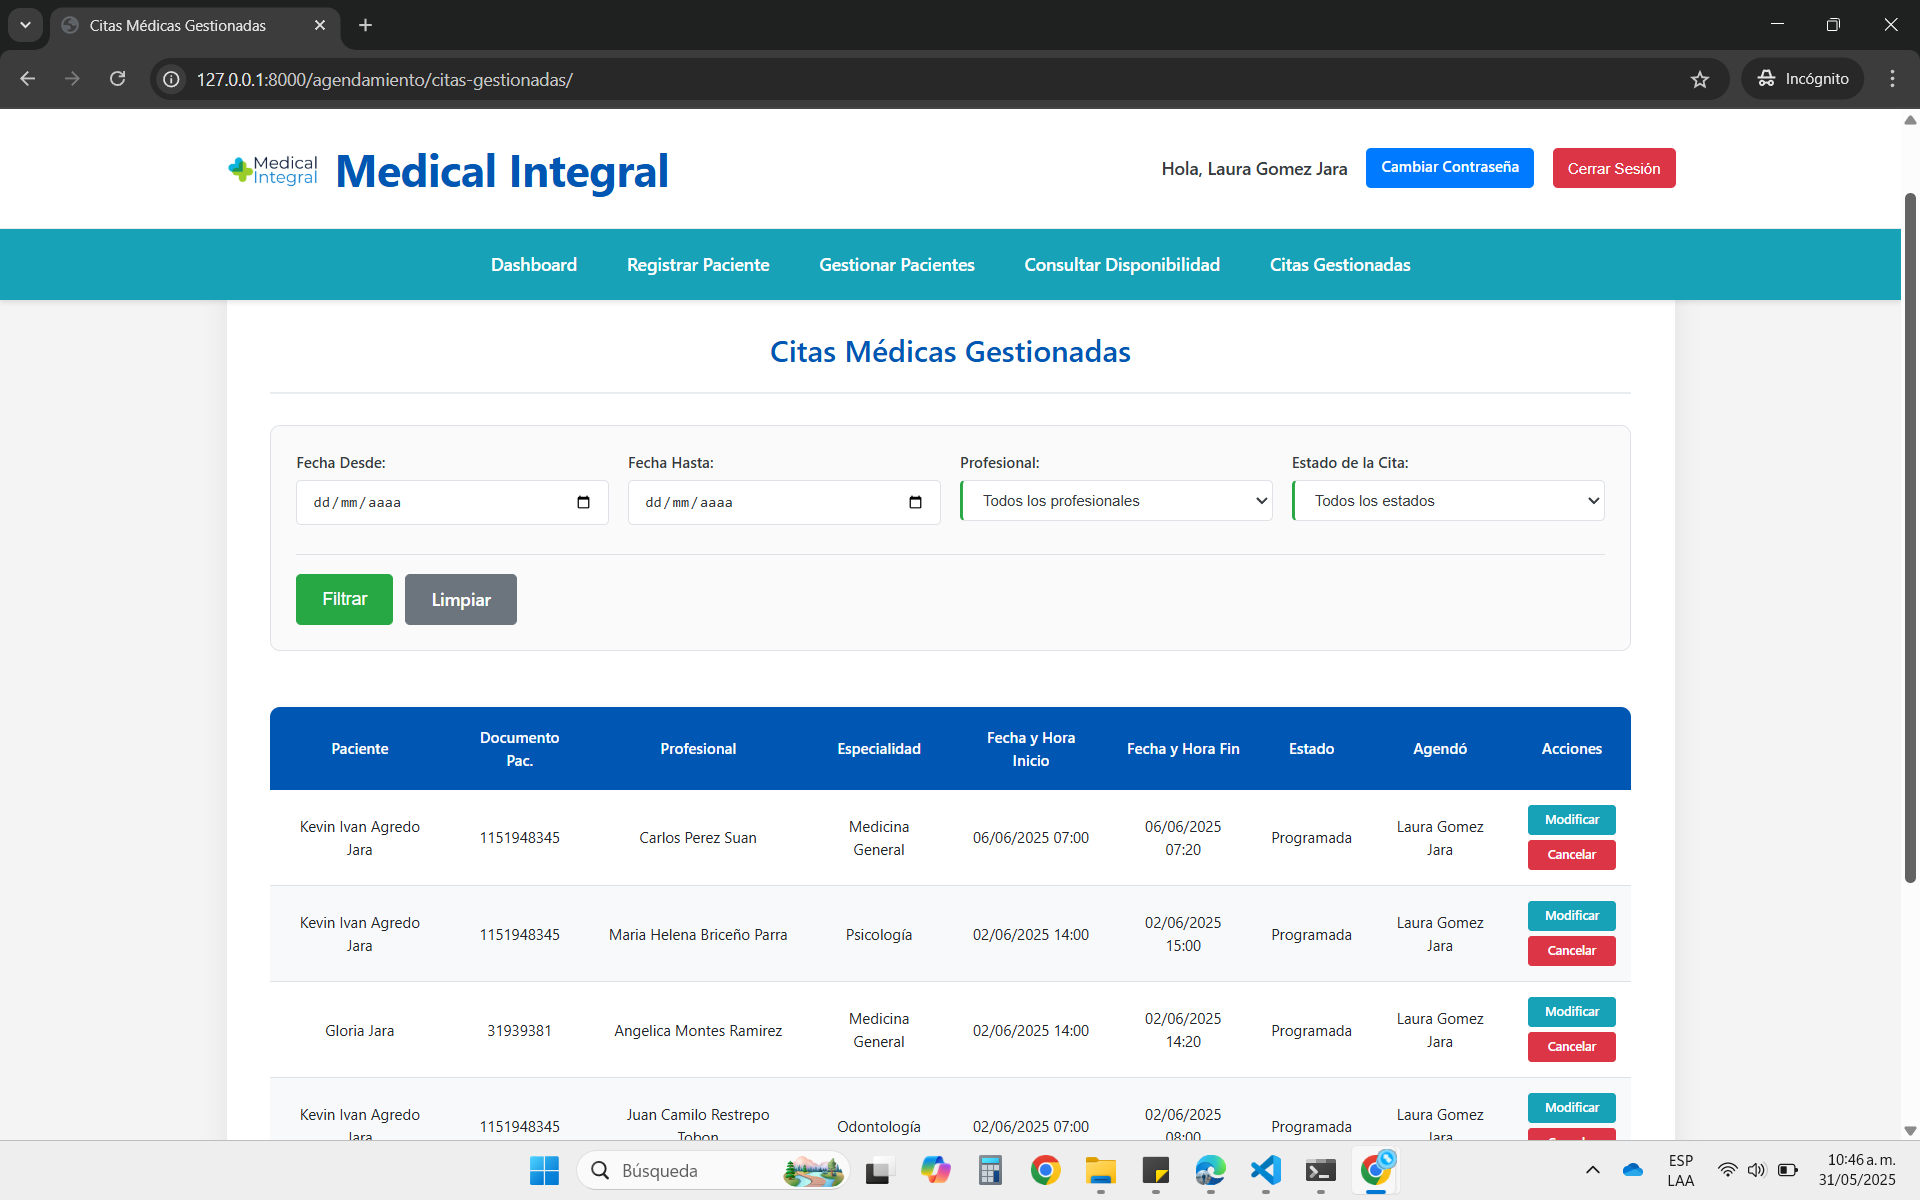 Citas Médicas Gestionadas
127.0.0.1:8000/agendamiento/citas-gestionadas/
Incógnito
Medical
Integral
Medical Integral
Hola, Laura Gomez Jara
Cambiar Contraseña
Cerrar Sesión
Dashboard
Registrar Paciente
Gestionar Pacientes
Consultar Disponibilidad
Citas Gestionadas
Citas Médicas Gestionadas
Fecha Desde:
Fecha Hasta:
Profesional:
Estado de la Cita:
dd/mm/aaaa
dd/mm/aaaa
Todos los profesionales
Todos los estados
Filtrar
Limpiar
Paciente
Documento
Pac.
Profesional
Especialidad
Fecha y Hora
Inicio
Fecha y Hora Fin
Estado
Agendó
Acciones
Kevin Ivan Agredo
Jara
1151948345
Carlos Perez Suan
Medicina
General
06/06/2025 07:00
06/06/2025
07:20
Programada
Laura Gomez
Jara
Modificar
Cancelar
Kevin Ivan Agredo
Jara
1151948345
Maria Helena Briceño Parra
Psicología
02/06/2025 14:00
02/06/2025
15:00
Programada
Laura Gomez
Jara
Modificar
Cancelar
Gloria Jara
31939381
Angelica Montes Ramirez
Medicina
General
02/06/2025 14:00
02/06/2025
14:20
Programada
Laura Gomez
Jara
Modificar
Cancelar
Kevin Ivan Agredo
Jara
1151948345
Juan Camilo Restrepo
Tobon
Odontología
02/06/2025 07:00
02/06/2025
08:00
Programada
Laura Gomez
Jara
Modificar
Búsqueda
ESP
LAA
10:46 a. m.
31/05/2025